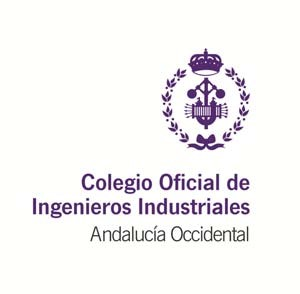 Colegio Oficial de
Ingenieros Industriales
Andalucía Occidental